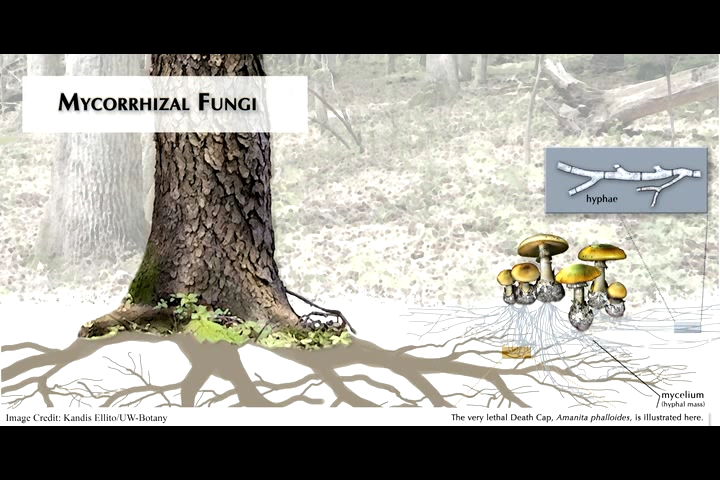 Mycorrhizal Fungi
hyphae
mycelium
(hyphal mass)
Image Credit: Kandis Ellito/UW-Botany
The very lethal Death Cap, Amanita phalloides, is illustrated here.